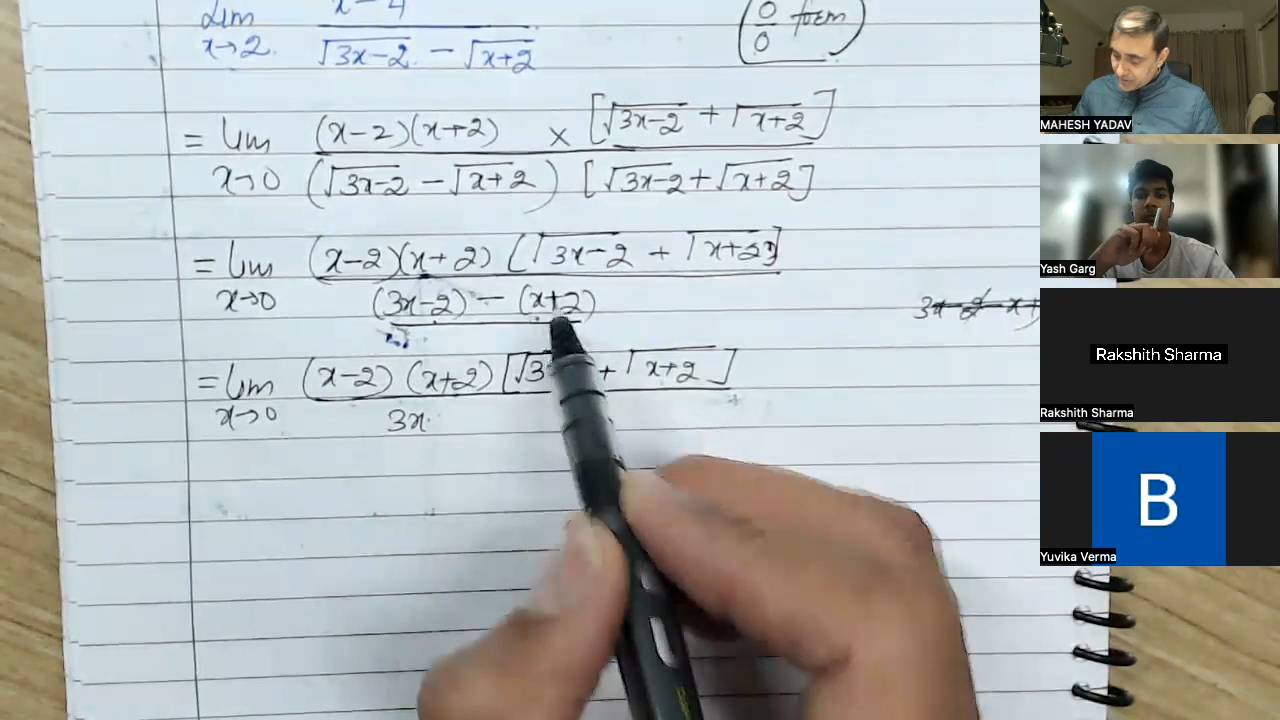 x-4
Lim x→2 √3x-2 - √x+2
(0/0 form)
= Lim x→0 (x-2)(x+2) × [√3x-2 + √x+2]
(√3x-2 - √x+2) [√3x-2 + √x+2]
= Lim x→0 (x-2)(x+2) [√3x-2 + √x+2]
(3x-2) - (x+2)
= Lim x→0 (x-2) (x+2) [√3 + √x+2]
3x
MAHESH YADAV
Yash Garg
Rakshith Sharma
Rakshith Sharma
B
Yuvika Verma